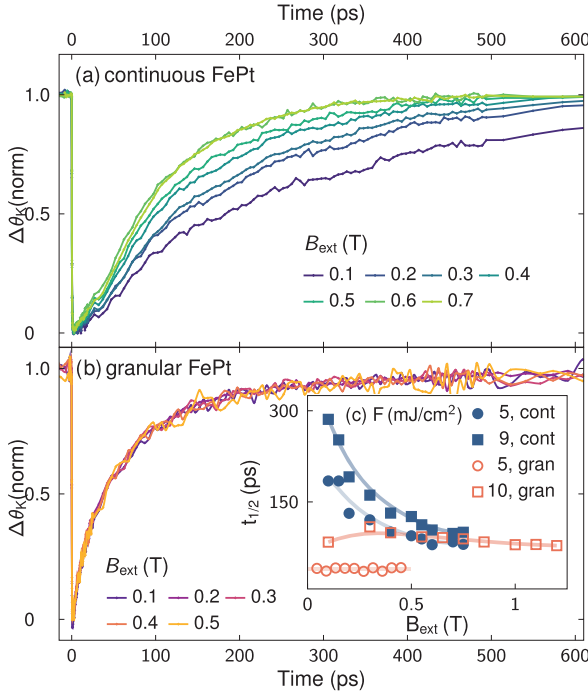 Time (ps)
0 100 200 300 400 500 600
(a) continuous FePt
1.0
0.5
0
Δθ_K(norm)
B_ext (T)
0.1 0.2 0.3 0.4
0.5 0.6 0.7
(b) granular FePt
1.0
0.5
0
Δθ_K(norm)
B_ext (T)
0.1 0.2 0.3
0.4 0.5
(c) F (mJ/cm²)
5, cont
9, cont
5, gran
10, gran
300
150
t_1/2 (ps)
0 0.5 1
B_ext (T)
0 100 200 300 400 500 600
Time (ps)